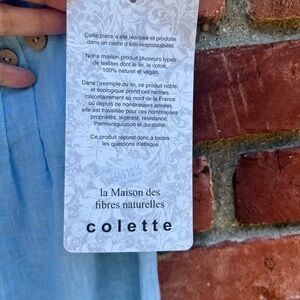 Cette pièce a été réalisée et produite
dans un cadre d'éco-responsabilité.
Notre maison produit plusieurs types
de textiles dont le lin, le coton,
100% naturel et végan.
Dans l'exemple du lin, ce produit noble
et écologique prend ces racines
majoritairement au nord de la France
où depuis de nombreuses années
elle est travaillée pour ces nombreuses
propriétés: légèreté, résistance,
thermorégulation et durabilité.
Ce produit répond donc à toutes
les questions d'éthique.
la Maison des
fibres naturelles
colette